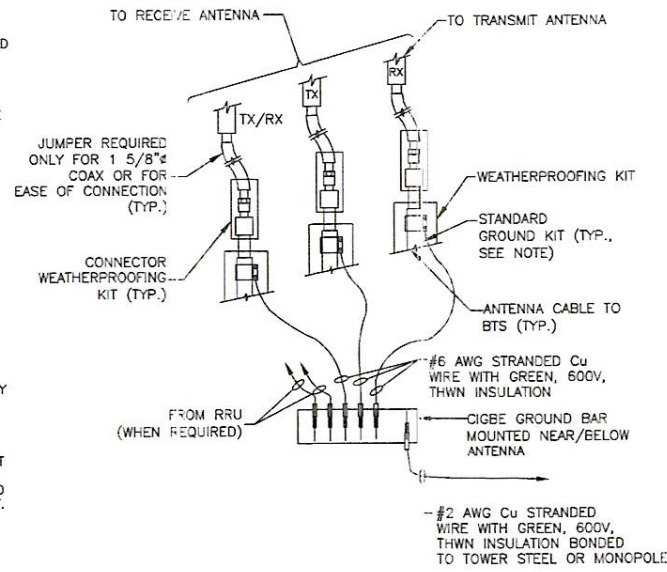 TO RECEIVE ANTENNA
TO TRANSMIT ANTENNA
RX
TX
TX/RX
JUMPER REQUIRED
ONLY FOR 1 5/8"¢
COAX OR FOR
EASE OF CONNECTION
(TYP.)
WEATHERPROOFING KIT
STANDARD
GROUND KIT (TYP.,
SEE NOTE)
CONNECTOR
WEATHERPROOFING
KIT (TYP.)
ANTENNA CABLE TO
BTS (TYP.)
#6 AWG STRANDED Cu
WIRE WITH GREEN, 600V,
THWN INSULATION
FROM RRU
(WHEN REQUIRED)
CIGBE GROUND BAR
MOUNTED NEAR/BELOW
ANTENNA
#2 AWG Cu STRANDED
WIRE WITH GREEN, 600V,
THWN INSULATION BONDED
TO TOWER STEEL OR MONOPOLE